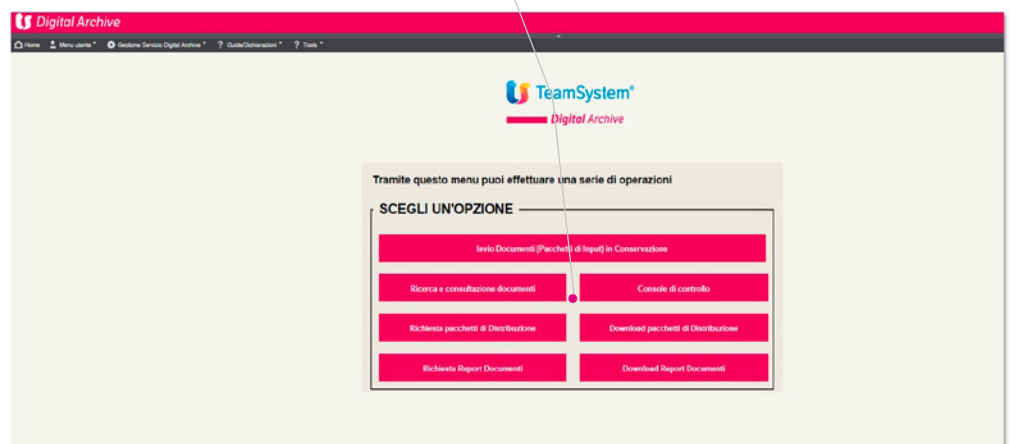 Digital Archive
Home Menu utente Gestione Servizio Digital Archive ? Guide/Dichiarazioni ? Tools
TeamSystem®
Digital Archive
Tramite questo menu puoi effettuare una serie di operazioni
SCEGLI UN'OPZIONE
Invio Documenti (Pacchetti di Input) in Conservazione
Ricerca e consultazione documenti Console di controllo
Richiesta pacchetti di Distribuzione Download pacchetti di Distribuzione
Richiesta Report Documenti Download Report Documenti